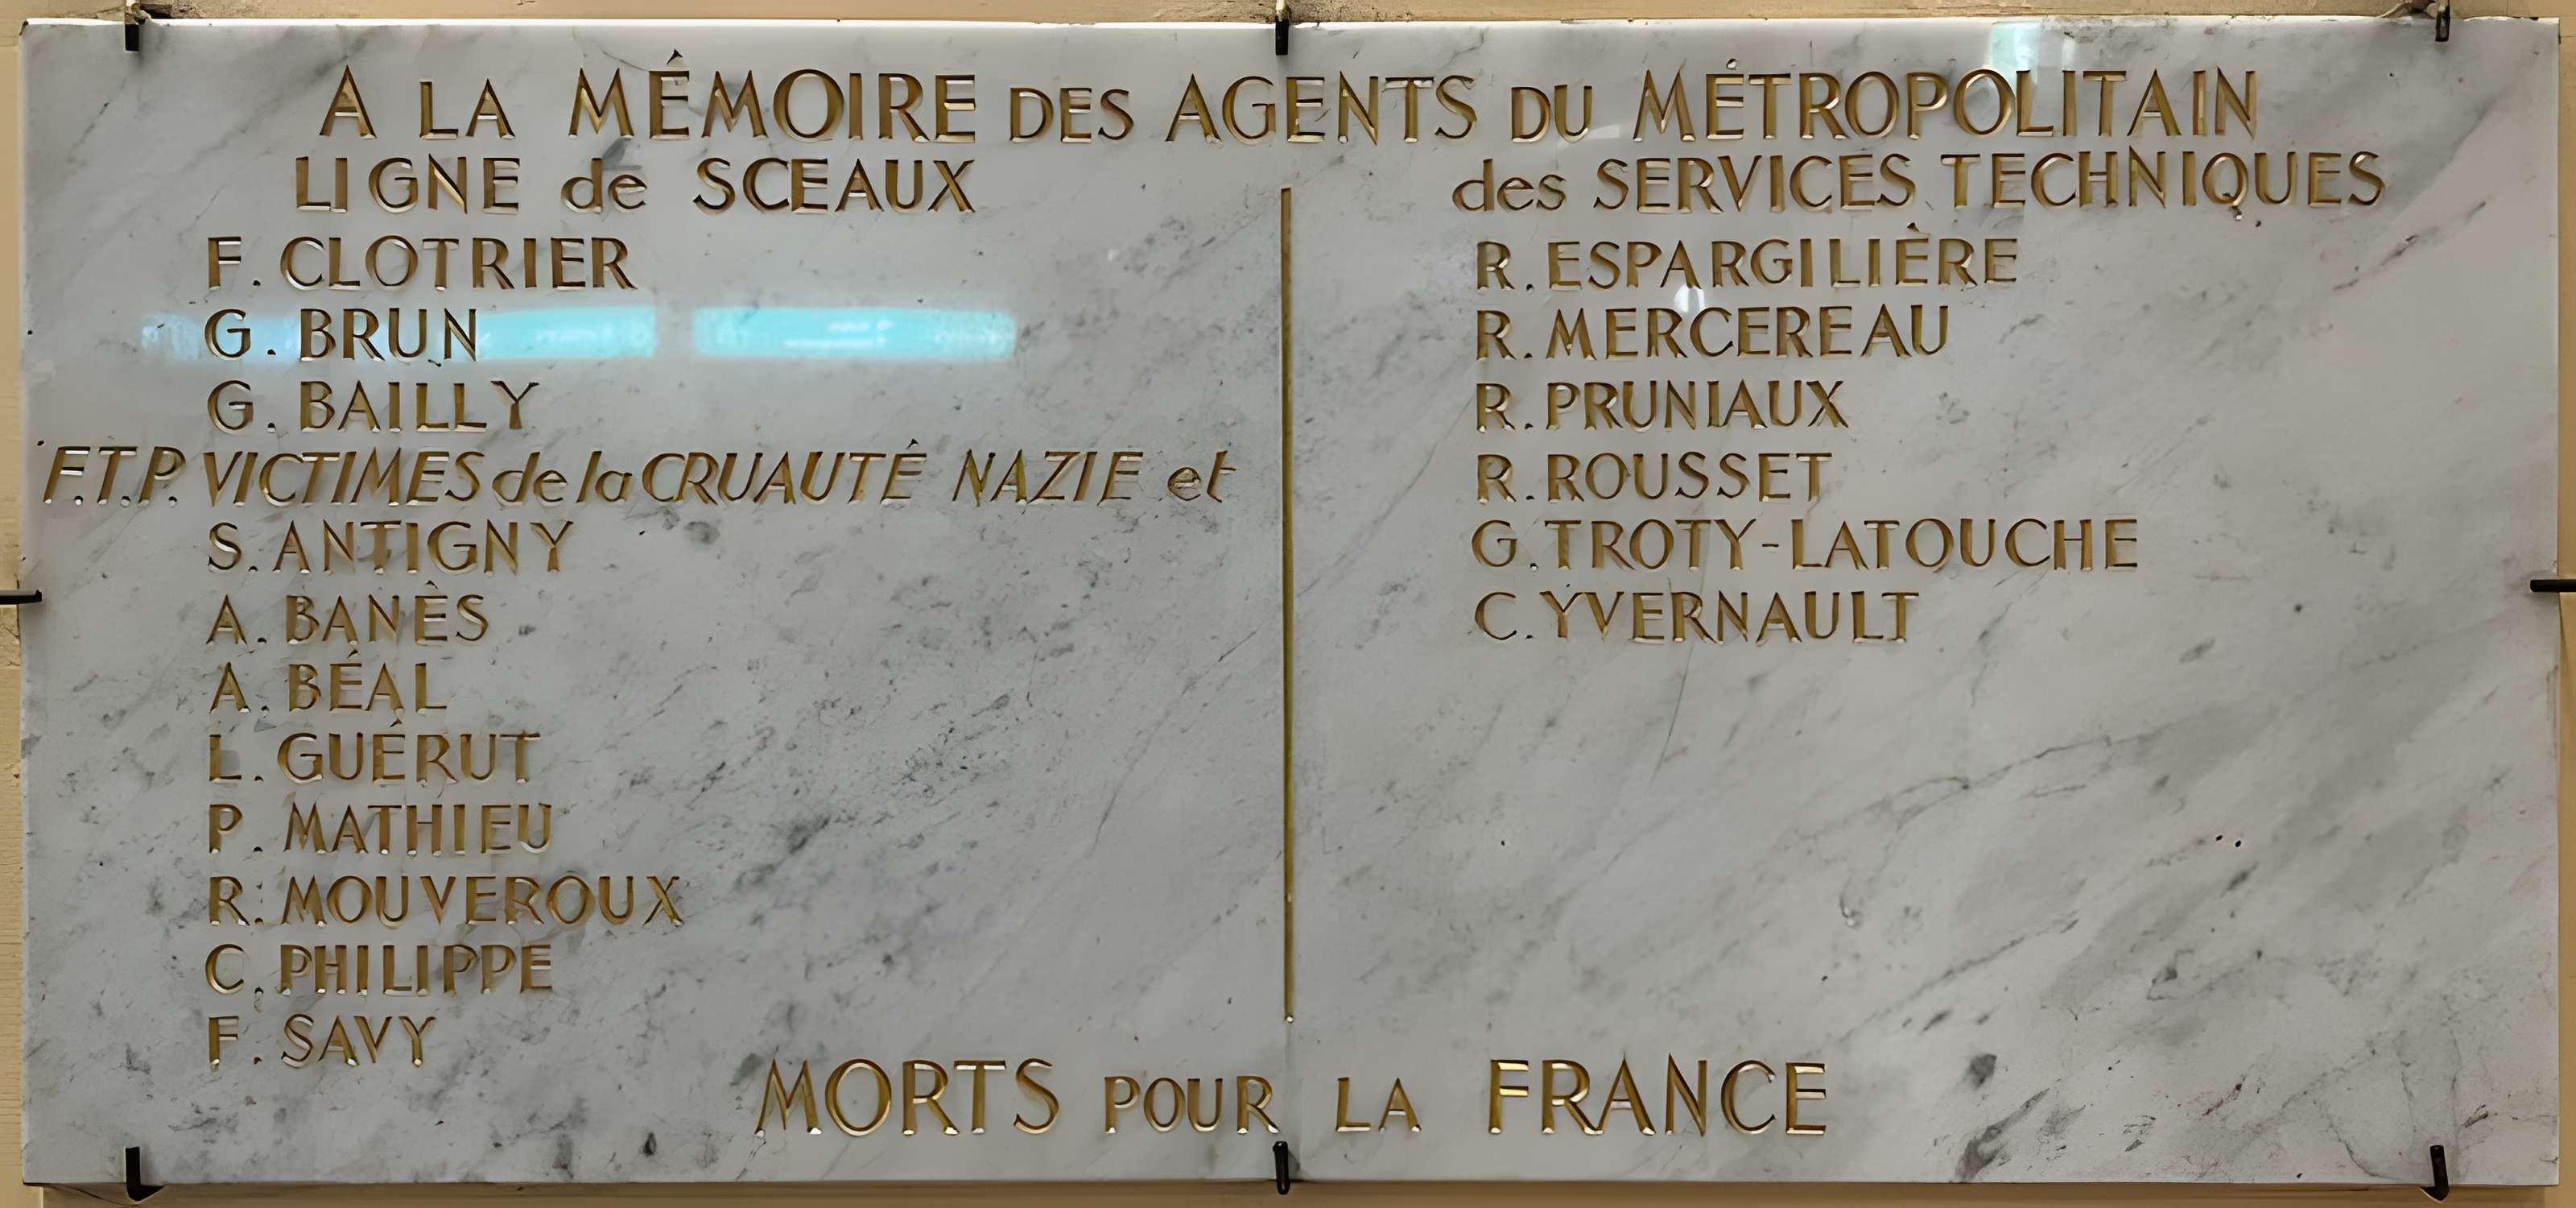 A LA MÉMOIRE DES AGENTS DU MÉTROPOLITAIN
LIGNE de SCEAUX
F. CLOTRIER
G. BRUN
G. BAILLY
F.T.P. VICTIMES de la CRUAUTÉ NAZIE et
S. ANTIGNY
A. BANÈS
A. BÉAL
L. GUÉRUT
P. MATHIEU
R. MOUVEROUX
C. PHILIPPE
F. SAVY
des SERVICES TECHNIQUES
R. ESPARGILIÈRE
R. MERCEREAU
R. PRUNIAUX
R. ROUSSET
G. TROTY-LATOUCHE
C. YVERNAULT
MORTS POUR LA FRANCE